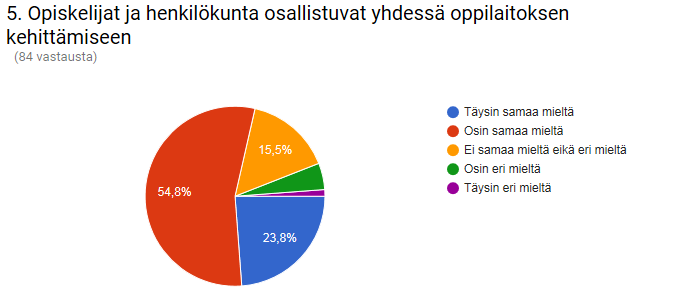 5. Opiskelijat ja henkilökunta osallistuvat yhdessä oppilaitoksen
kehittämiseen
(84 vastausta)
Täysin samaa mieltä
Osin samaa mieltä
Ei samaa mieltä eikä eri mieltä
Osin eri mieltä
Täysin eri mieltä
15,5%
54,8%
23,8%